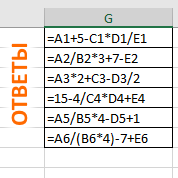 G
ОТВЕТЫ
=A1+5-C1*D1/E1
=A2/B2*3+7-E2
=A3*2+C3-D3/2
=15-4/C4*D4+E4
=A5/B5*4-D5+1
=A6/(B6*4)-7+E6